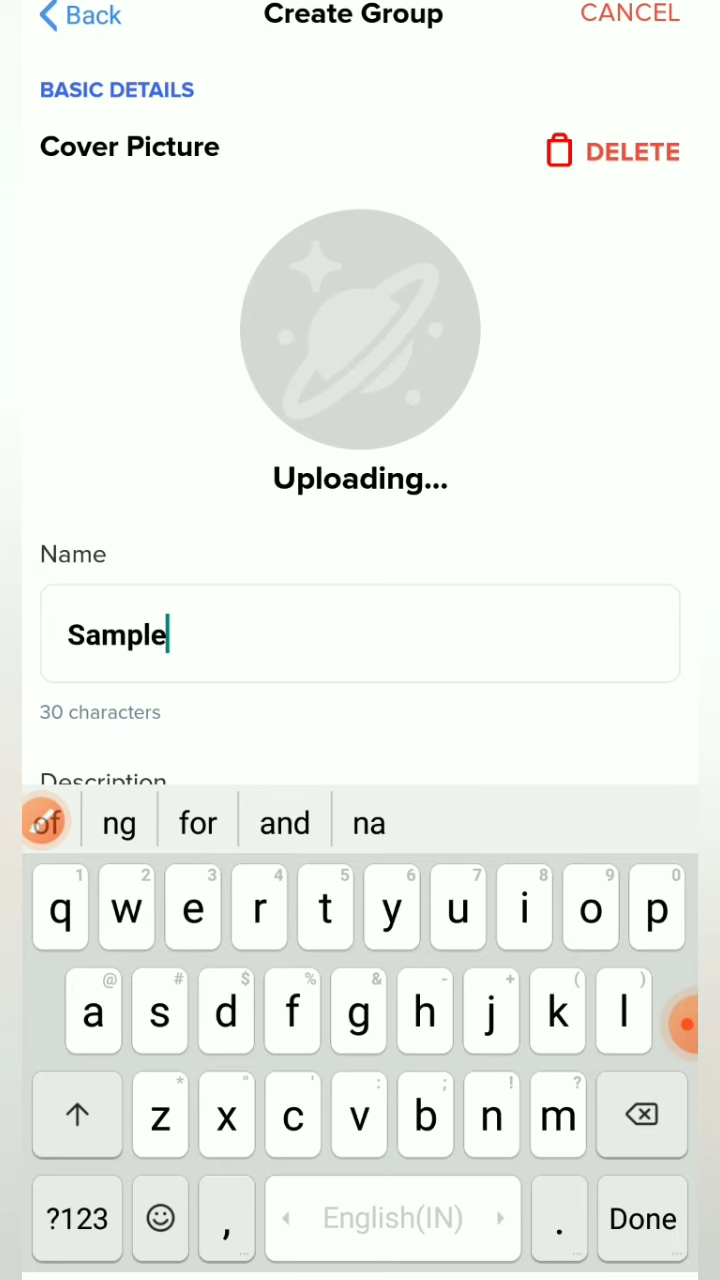 Back Create Group CANCEL
BASIC DETAILS
Cover Picture DELETE
Uploading...
Name
Sample
30 characters
Description
of ng for and na
1 2 3 4 5 6 7 8 9 0
q w e r t y u i o p
@ # $ % & - + ( )
a s d f g h j k l
* " ' : ; ! ?
z x c v b n m
?123 , English(IN) . Done